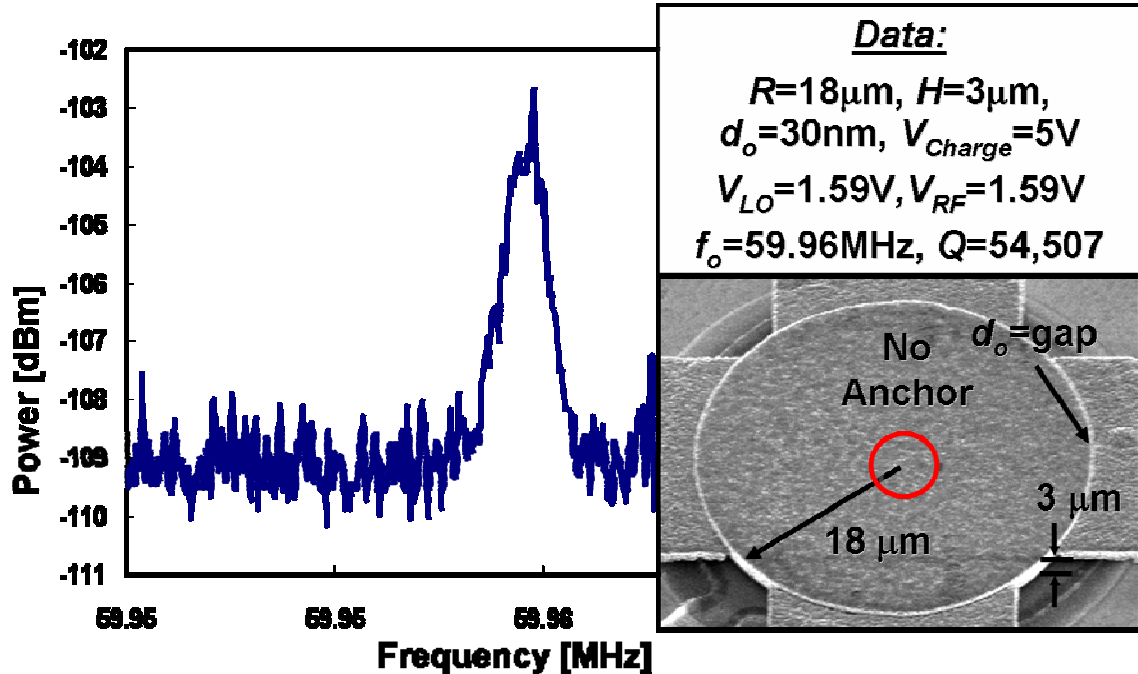 -102
-103
-104
-105
-106
-107
-108
-109
-110
-111
Power [dBm]
59.95
59.95
59.96
Frequency [MHz]
Data:
R=18μm, H=3μm,
do=30nm, VCharge=5V
VLO=1.59V,VRF=1.59V
fo=59.96MHz, Q=54,507
No
Anchor
do=gap
3 μm
18 μm